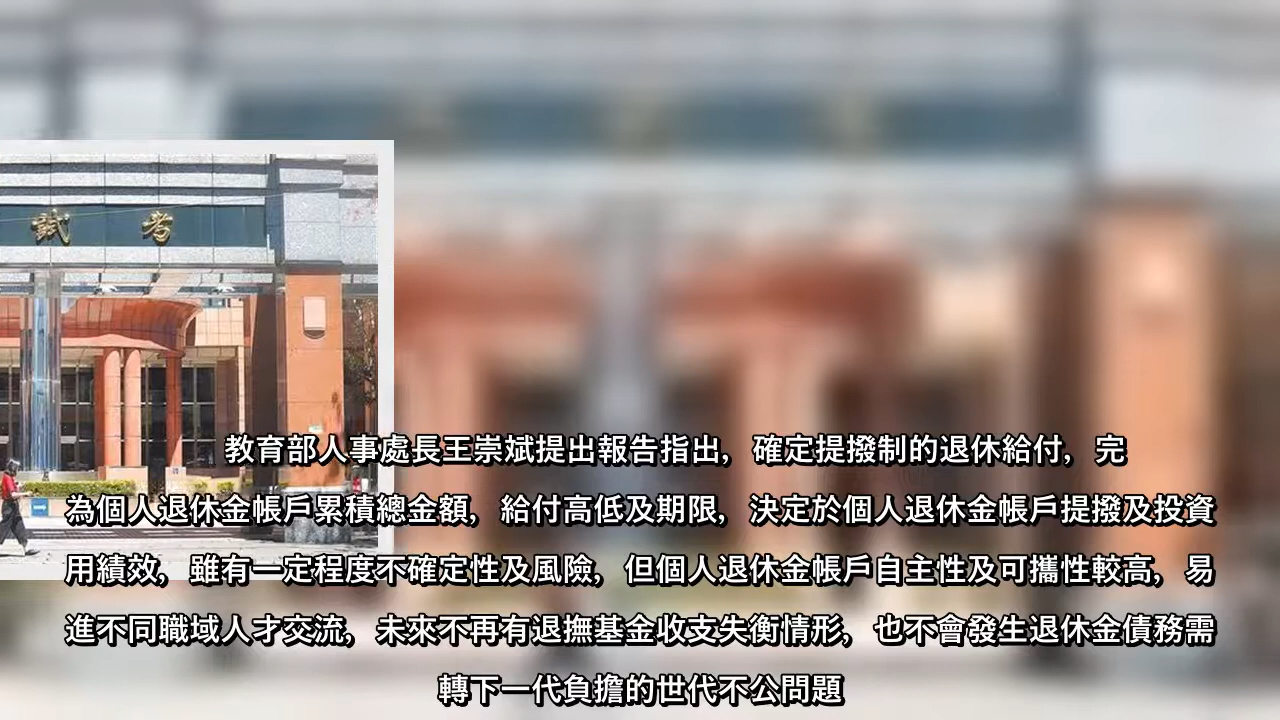 試考
教育部人事處長王崇斌提出報告指出，確定提撥制的退休給付，完
為個人退休金帳戶累積總金額，給付高低及期限，決定於個人退休金帳戶提撥及投資
用績效，雖有一定程度不確定性及風險，但個人退休金帳戶自主性及可攜性較高，易
進不同職域人才交流，未來不再有退撫基金收支失衡情形，也不會發生退休金債務需
轉下一代負擔的世代不公問題